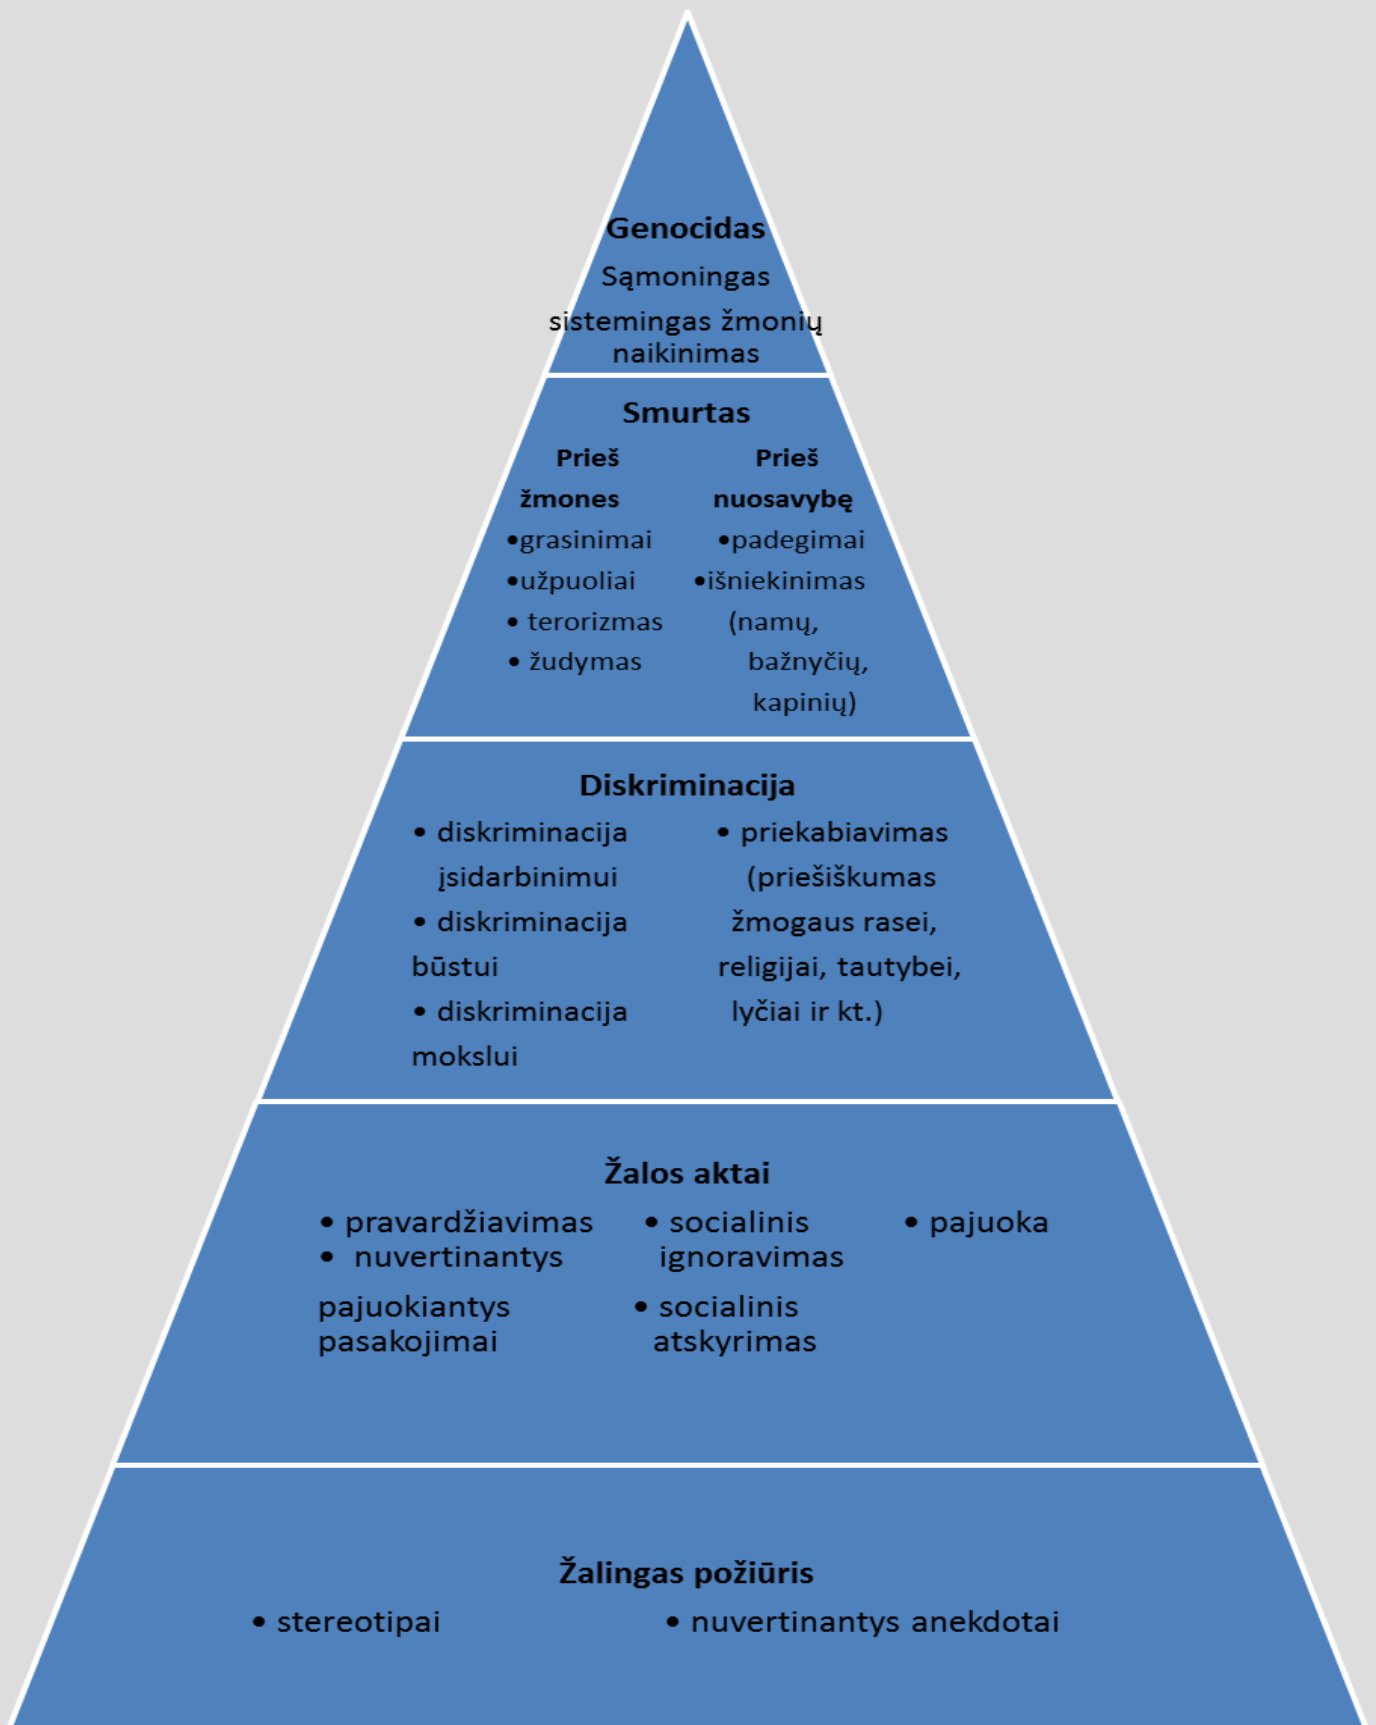 Genocidas
Sąmoningas
sistemingas žmonių
naikinimas
Smurtas
Prieš
žmones
•grasinimai
•užpuoliai
• terorizmas
• žudymas
Prieš
nuosavybę
•padegimai
•išniekinimas
(namų,
bažnyčių,
kapinių)
Diskriminacija
• diskriminacija
įsidarbinimui
• diskriminacija
būstui
• diskriminacija
mokslui
• priekabiavimas
(priešiškumas
žmogaus rasei,
religijai, tautybei,
lyčiai ir kt.)
Žalos aktai
• pravardžiavimas
• nuvertinantys
pajuokiantys
pasakojimai
• socialinis
ignoravimas
• socialinis
atskyrimas
• pajuoka
Žalingas požiūris
• stereotipai
• nuvertinantys anekdotai